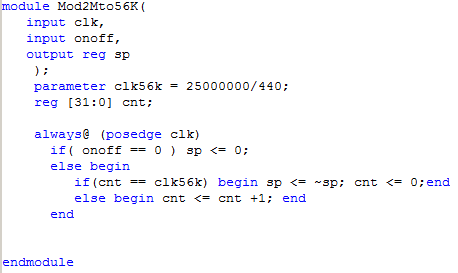 module Mod2Mto56K(
input clk,
input onoff,
output reg sp
);
parameter clk56k = 25000000/440;
reg [31:0] cnt;
always@ (posedge clk)
if( onoff == 0 ) sp <= 0;
else begin
if(cnt == clk56k) begin sp <= ~sp; cnt <= 0;end
else begin cnt <= cnt +1; end
end
endmodule